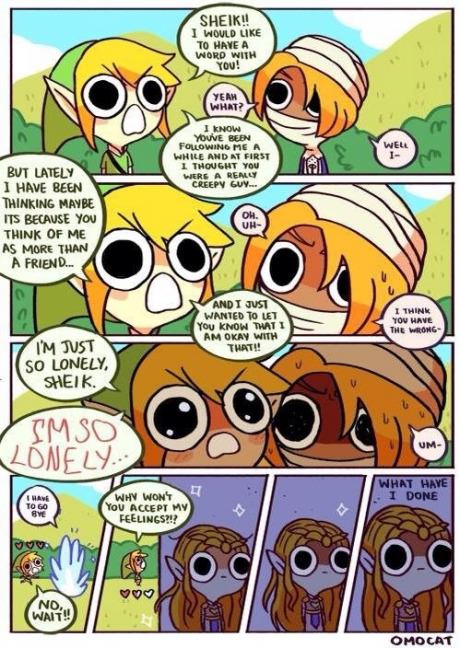 SHEIK!!
I WOULD LIKE
TO HAVE A
WORD WITH
YOU!
YEAH
WHAT?
I KNOW
YOU'VE BEEN
FOLLOWING ME A
WHILE AND AT FIRST
I THOUGHT YOU
WERE A REALLY
CREEPY GUY...
WELL
I-
BUT LATELY
I HAVE BEEN
THINKING MAYBE
ITS BECAUSE YOU
THINK OF ME
AS MORE THAN
A FRIEND...
OH.
UH-
AND I JUST
WANTED TO LET
YOU KNOW THAT I
AM OKAY WITH
THAT!!
I THINK
YOU HAVE
THE WRONG-
I'M JUST
SO LONELY,
SHEIK.
I'M SO
LONELY...
UM-
I HAVE
TO GO
BYE
NO,
WAIT!!
WHY WON'T
YOU ACCEPT MY
FEELINGS?!?
WHAT HAVE
I DONE
OMOCAT